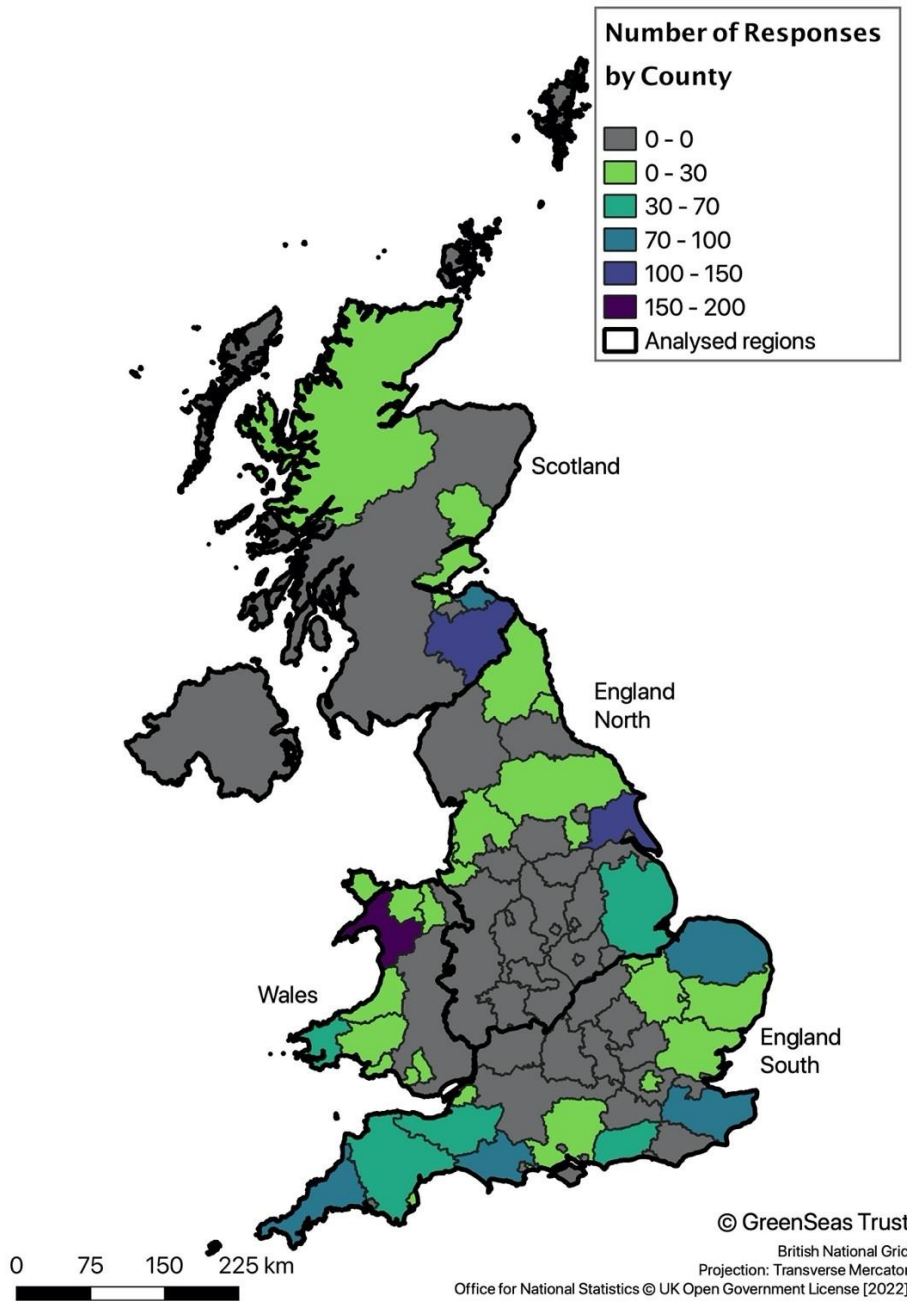 Number of Responses
by County
0 - 0
0 - 30
30 - 70
70 - 100
100 - 150
150 - 200
Analysed regions
Scotland
England
North
Wales
England
South
© GreenSeas Trust
British National Grid
Projection: Transverse Mercator
Office for National Statistics © UK Open Government License [2022]
0 75 150 225 km